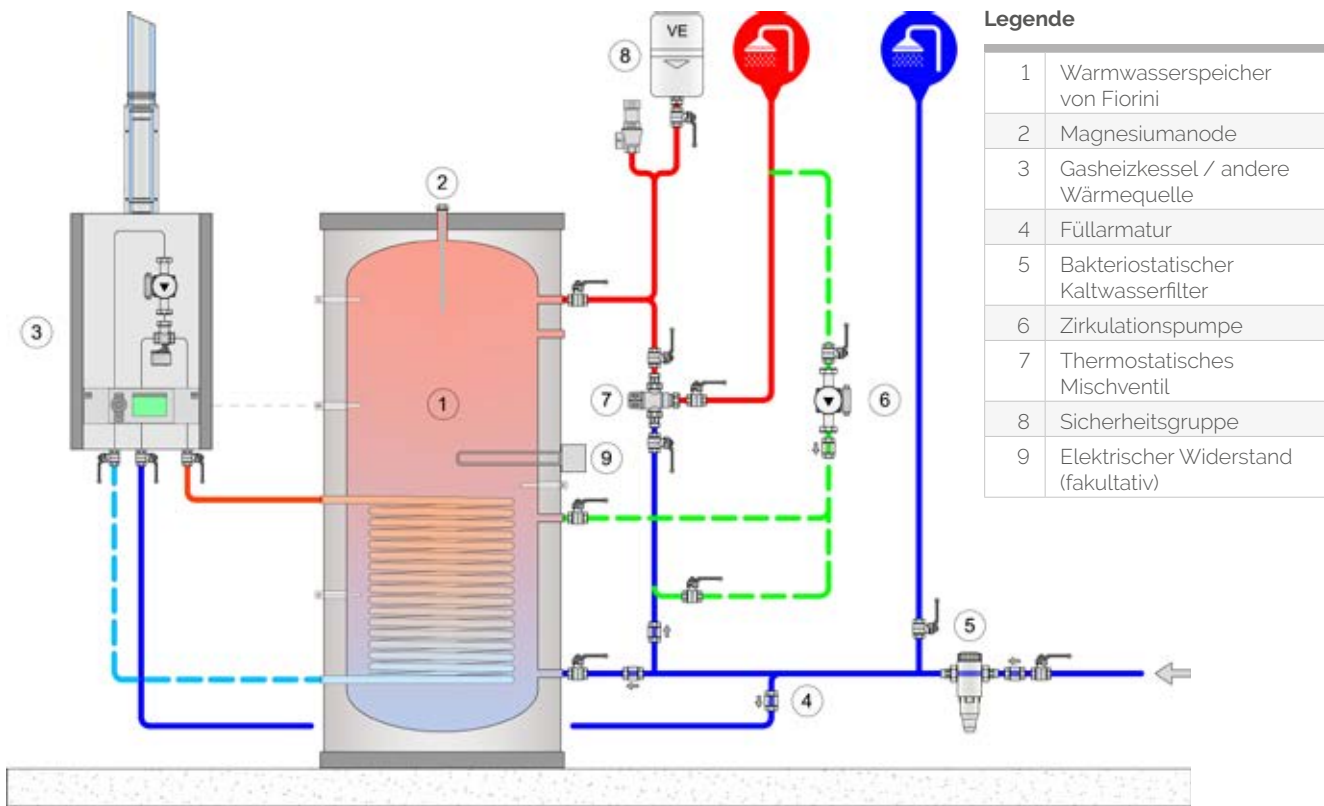 VE
8
2
3
1
7
6
9
5
4
Legende
1 Warmwasserspeicher
von Fiorini
2 Magnesiumanode
3 Gasheizkessel / andere
Wärmequelle
4 Füllarmatur
5 Bakteriostatischer
Kaltwasserfilter
6 Zirkulationspumpe
7 Thermostatisches
Mischventil
8 Sicherheitsgruppe
9 Elektrischer Widerstand
(fakultativ)